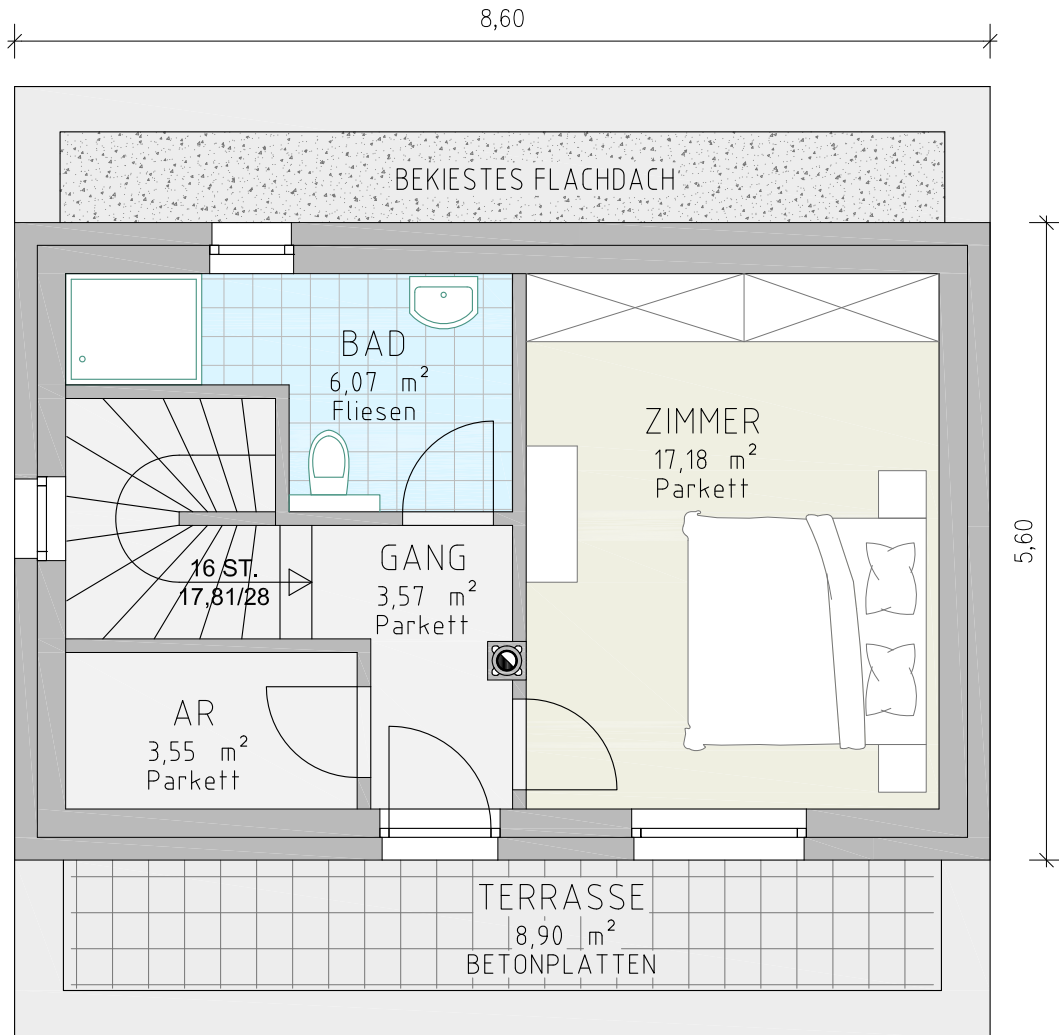 8,60
BEKIESTES FLACHDACH
BAD
6,07 m²
Fliesen
ZIMMER
17,18 m²
Parkett
5,60
GANG
3,57 m²
Parkett
16 ST.
17,81/28
AR
3,55 m²
Parkett
TERRASSE
8,90 m²
BETONPLATTEN